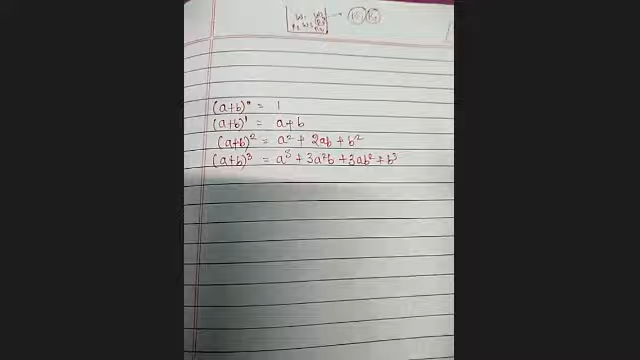 (a+b)⁰ = 1
(a+b)¹ = a+b
(a+b)² = a² + 2ab + b²
(a+b)³ = a³ + 3a²b + 3ab² + b³